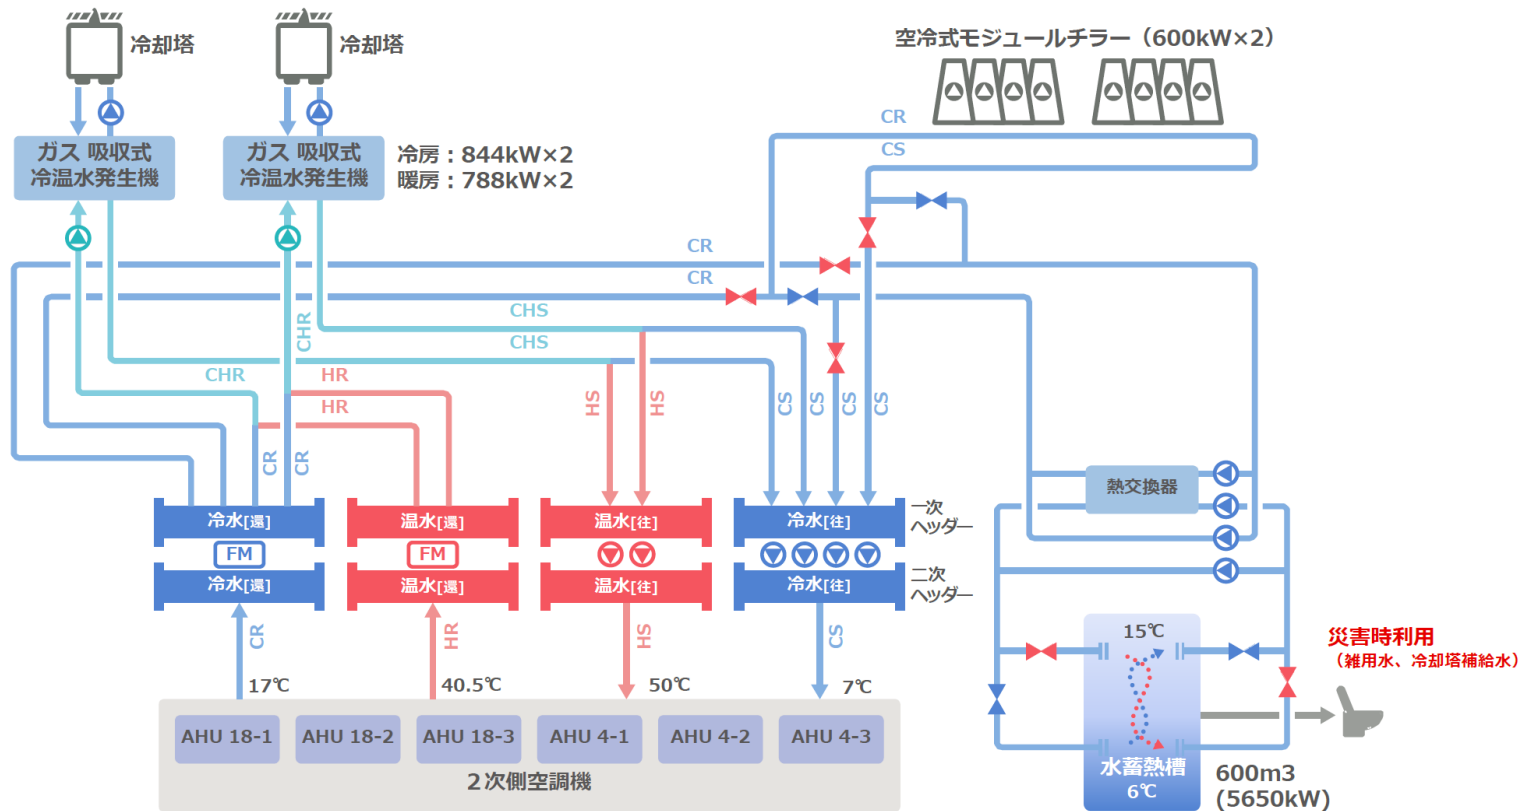 冷却塔
冷却塔
空冷式モジュールチラー（600kW×2）
CR
CS
ガス 吸収式
冷温水発生機
ガス 吸収式
冷温水発生機
冷房：844kW×2
暖房：788kW×2
CR
CR
CHS
CHS
CHR
CHR
HR
HR
CR
CR
HS
HS
CS
CS
CS
CS
熱交換器
冷水[還]
温水[還]
温水[往]
冷水[往]
一次
ヘッダー
FM
FM
冷水[還]
温水[還]
温水[往]
冷水[往]
二次
ヘッダー
CR
HR
HS
CS
17℃
40.5℃
50℃
7℃
15℃
災害時利用
（雑用水、冷却塔補給水）
AHU 18-1
AHU 18-2
AHU 18-3
AHU 4-1
AHU 4-2
AHU 4-3
２次側空調機
水蓄熱槽
6℃
600m3
(5650kW)